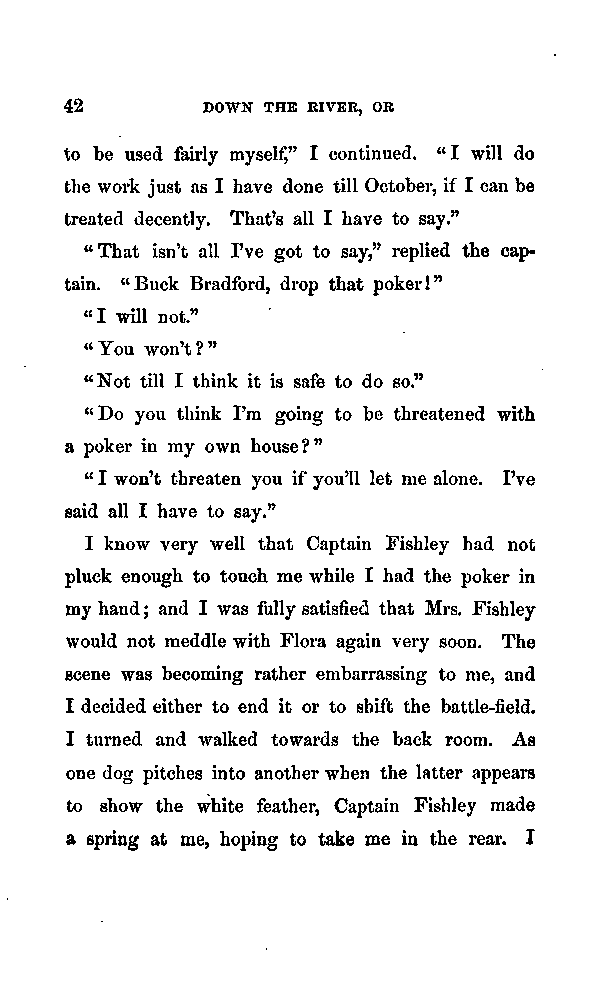 42 DOWN THE RIVER, OR
to be used fairly myself,” I continued. “I will do
the work just as I have done till October, if I can be
treated decently. That’s all I have to say.”
“That isn’t all I’ve got to say,” replied the cap-
tain. “Buck Bradford, drop that poker!”
“I will not.”
“You won’t?”
“Not till I think it is safe to do so.”
“Do you think I’m going to be threatened with
a poker in my own house?”
“I won’t threaten you if you’ll let me alone. I’ve
said all I have to say.”
I know very well that Captain Fishley had not
pluck enough to touch me while I had the poker in
my hand; and I was fully satisfied that Mrs. Fishley
would not meddle with Flora again very soon. The
scene was becoming rather embarrassing to me, and
I decided either to end it or to shift the battle-field.
I turned and walked towards the back room. As
one dog pitches into another when the latter appears
to show the white feather, Captain Fishley made
a spring at me, hoping to take me in the rear. I